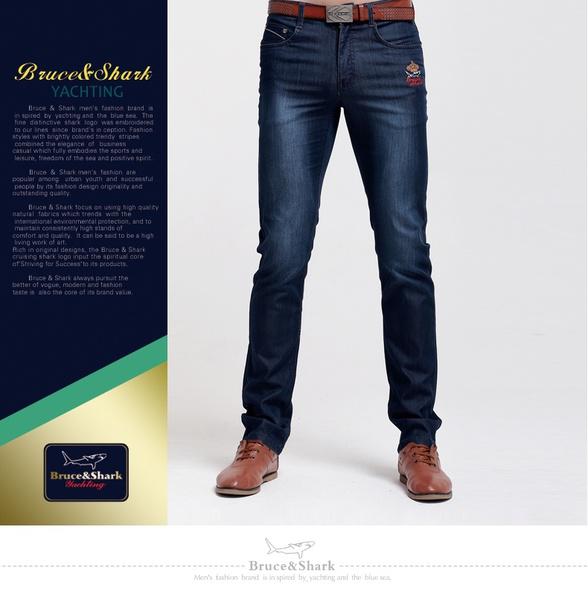 Bruce&Shark
YACHTING
Bruce & Shark men's fashion brand is
in spired by yachting and the blue sea. The
fine distinctive shark logo was embroidered
to our lines since brand's in ception. Fashion
styles with brightly colored trendy stripes
combined the elegance of business
casual which fully embodies the sports and
leisure, freedom of the sea and positive spirit.
Bruce & Shark men's fashion are
popular among urban youth and successful
people by its fashion design originality and
outstanding quality.
Bruce & Shark focus on using high quality
natural fabrics which trends with the
international environmental protection, and to
maintain consistently high stands of
comfort and quality. It can be said to be a high
living work of art.
Rich in original designs, the Bruce & Shark
cruising shark logo input the spiritual core
of'Striving for Success'to its products.
Bruce & Shark always pursuit the
better of vogue, modern and fashion
taste is also the core of its brand value.
Bruce&Shark
Yachting
Bruce&Shark
Men's fashion brand is in spired by yachting and the blue sea.